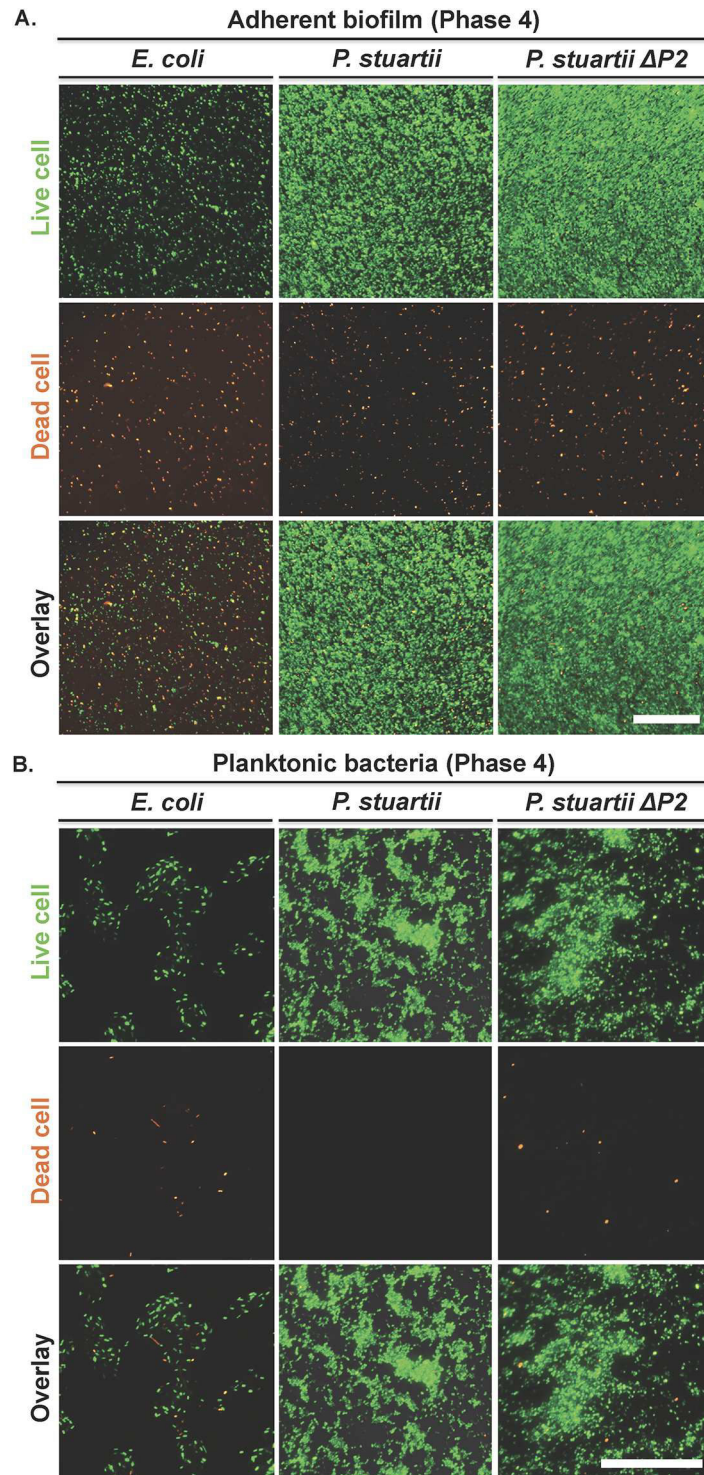 A.
Adherent biofilm (Phase 4)
E. coli P. stuartii P. stuartii ΔP2
Live cell
Dead cell
Overlay
B.
Planktonic bacteria (Phase 4)
E. coli P. stuartii P. stuartii ΔP2
Live cell
Dead cell
Overlay